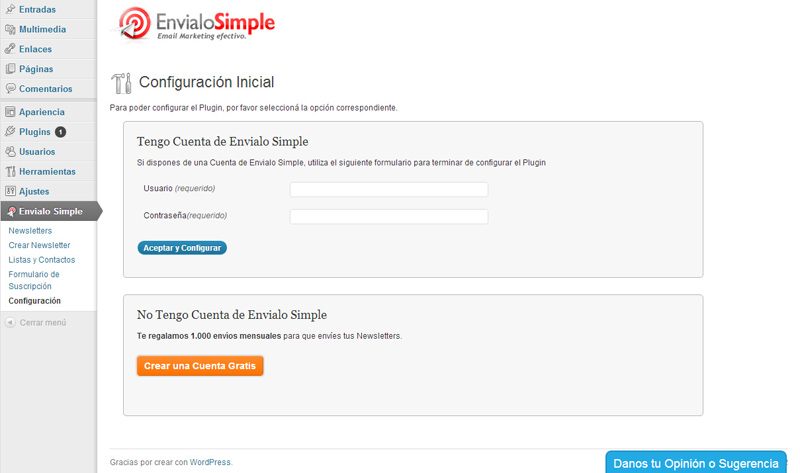 Entradas
Multimedia
Enlaces
Páginas
Comentarios
Apariencia
Plugins 1
Usuarios
Herramientas
Ajustes
Envialo Simple
Newsletters
Crear Newsletter
Listas y Contactos
Formulario de
Suscripción
Configuración
Cerrar menú
EnvialoSimple
Email Marketing efectivo.
Configuración Inicial
Para poder configurar el Plugin, por favor seleccioná la opción correspondiente.
Tengo Cuenta de Envialo Simple
Si dispones de una Cuenta de Envialo Simple, utiliza el siguiente formulario para terminar de configurar el Plugin
Usuario (requerido)
Contraseña(requerido)
Aceptar y Configurar
No Tengo Cuenta de Envialo Simple
Te regalamos 1.000 envíos mensuales para que envíes tus Newsletters.
Crear una Cuenta Gratis
Gracias por crear con WordPress.
Danos tu Opinión o Sugerencia